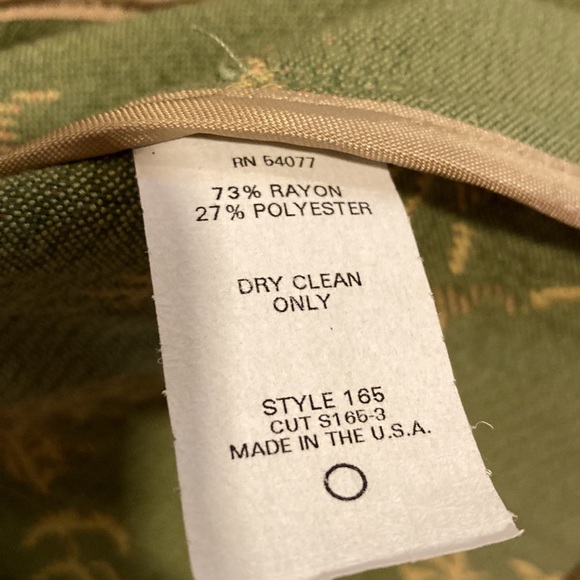 RN 54077
73% RAYON
27% POLYESTER
DRY CLEAN
ONLY
STYLE 165
CUT S165-3
MADE IN THE U.S.A.